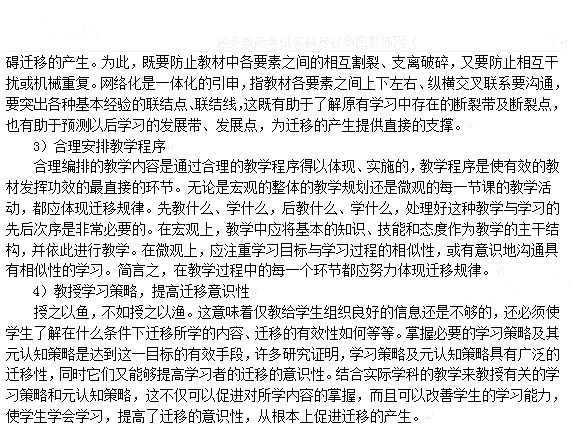 碍迁移的产生。为此，既要防止教材中各要素之间的相互割裂、支离破碎，又要防止相互干
扰或机械重复。网络化是一体化的引申，指教材各要素之间上下左右、纵横交叉联系要沟通，
要突出各种基本经验的联结点、联结线，这既有助于了解原有学习中存在的断裂带及断裂点，
也有助于预测以后学习的发展带、发展点，为迁移的产生提供直接的支撑。
3）合理安排教学程序
合理编排的教学内容是通过合理的教学程序得以体现、实施的，教学程序是使有效的教
材发挥功效的最直接的环节。无论是宏观的整体的教学规划还是微观的每一节课的教学活
动，都应体现迁移规律。先教什么、学什么，后教什么、学什么，处理好这种教学与学习的
先后次序是非常必要的。在宏观上，教学中应将基本的知识、技能和态度作为教学的主干结
构，并依此进行教学。在微观上，应注重学习目标与学习过程的相似性，或有意识地沟通具
有相似性的学习。简言之，在教学过程中的每一个环节都应努力体现迁移规律。
4）教授学习策略，提高迁移意识性
授之以鱼，不如授之以渔。这意味着仅教给学生组织良好的信息还是不够的，还必须使
学生了解在什么条件下迁移所学的内容、迁移的有效性如何等等。掌握必要的学习策略及其
元认知策略是达到这一目标的有效手段，许多研究证明，学习策略及元认知策略具有广泛的
迁移性，同时它们又能够提高学习者的迁移的意识性。结合实际学科的教学来教授有关的学
习策略和元认知策略，这不仅可以促进对所学内容的掌握，而且可以改善学生的学习能力，
使学生学会学习，提高了迁移的意识性，从根本上促进迁移的产生。